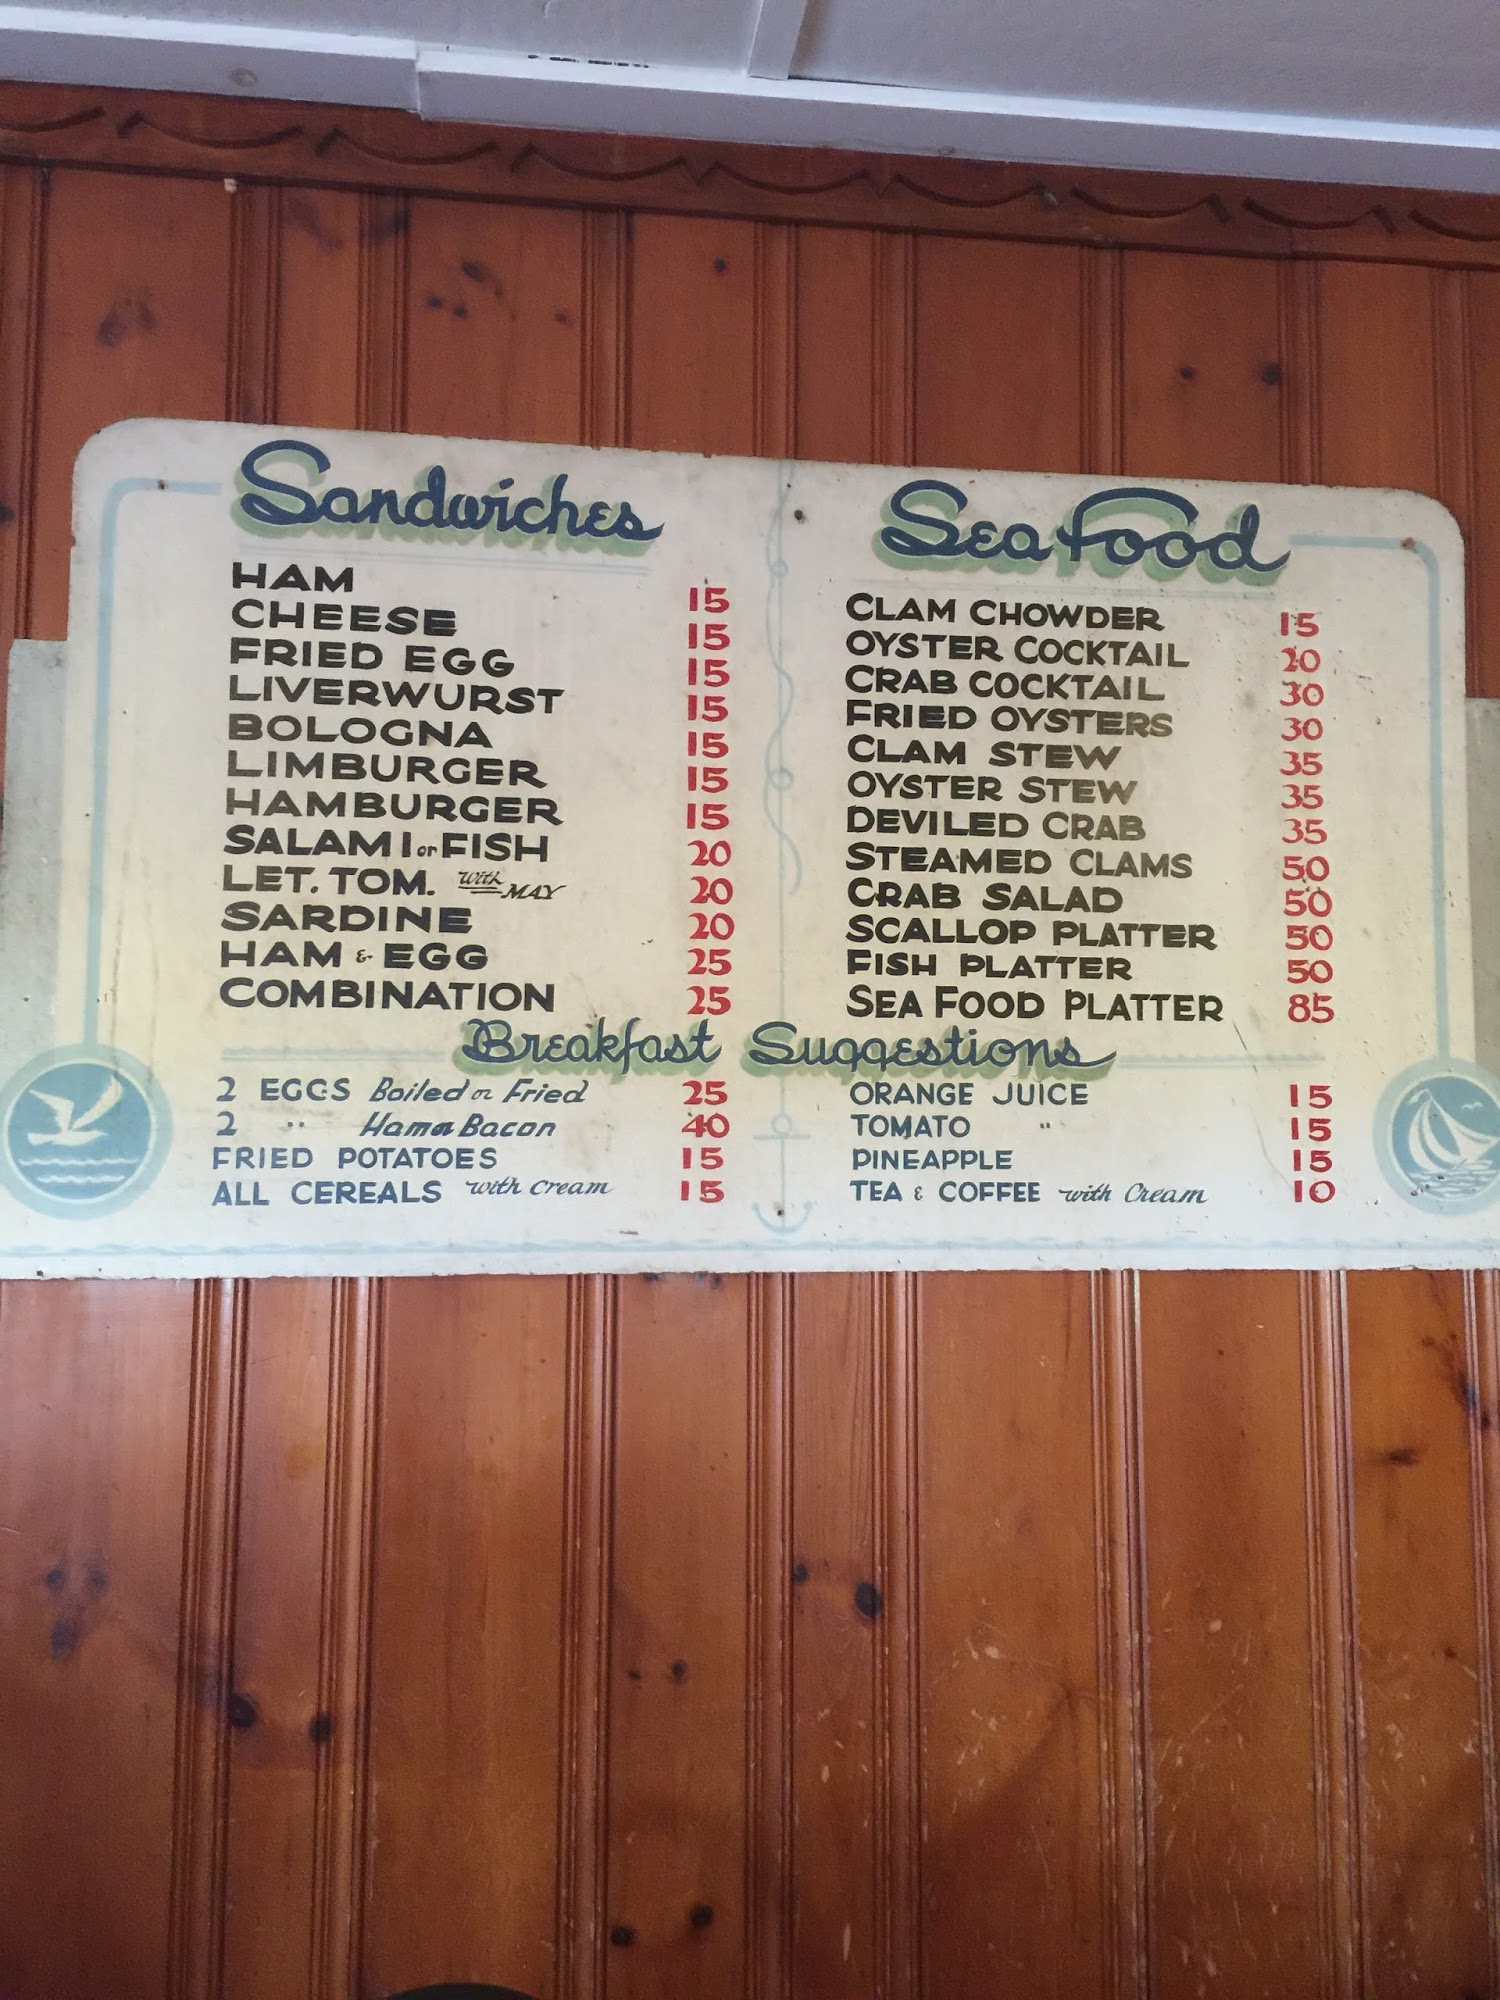 Sandwiches
HAM 15
CHEESE 15
FRIED EGG 15
LIVERWURST 15
BOLOGNA 15
LIMBURGER 15
HAMBURGER 15
SALAMI or FISH 20
LET. TOM. with MAY 20
SARDINE 20
HAM & EGG 25
COMBINATION 25
Sea Food
CLAM CHOWDER 15
OYSTER COCKTAIL 20
CRAB COCKTAIL 30
FRIED OYSTERS 30
CLAM STEW 35
OYSTER STEW 35
DEVILED CRAB 35
STEAMED CLAMS 50
CRAB SALAD 50
SCALLOP PLATTER 50
FISH PLATTER 50
SEA FOOD PLATTER 85
Breakfast Suggestions
2 EGGS Boiled or Fried 25
2 " Ham or Bacon 40
FRIED POTATOES 15
ALL CEREALS with Cream 15
ORANGE JUICE 15
TOMATO " 15
PINEAPPLE 15
TEA & COFFEE with Cream 10